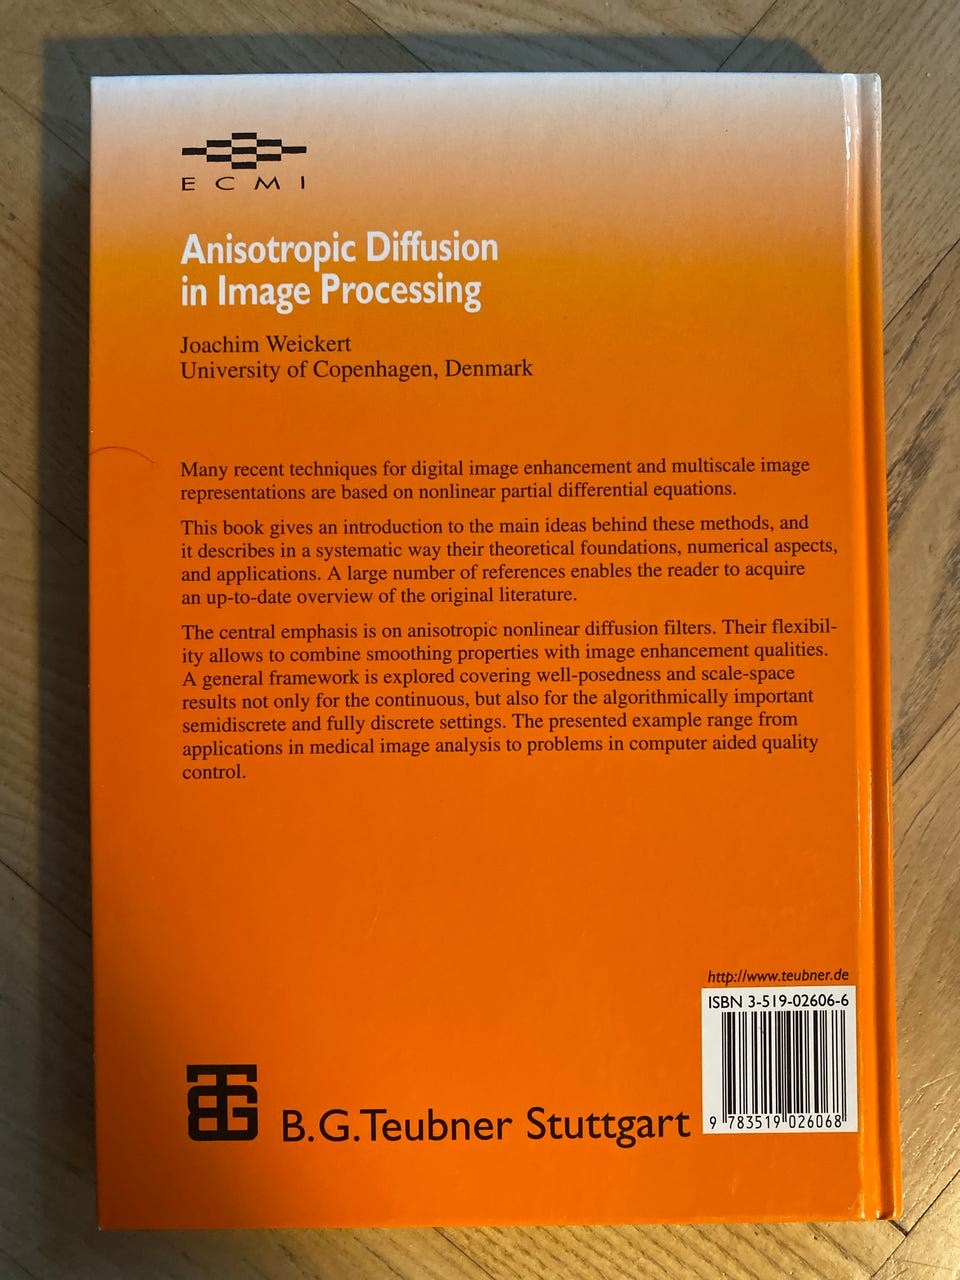 ECMI
Anisotropic Diffusion
in Image Processing
Joachim Weickert
University of Copenhagen, Denmark
Many recent techniques for digital image enhancement and multiscale image
representations are based on nonlinear partial differential equations.
This book gives an introduction to the main ideas behind these methods, and
it describes in a systematic way their theoretical foundations, numerical aspects,
and applications. A large number of references enables the reader to acquire
an up-to-date overview of the original literature.
The central emphasis is on anisotropic nonlinear diffusion filters. Their flexibil-
ity allows to combine smoothing properties with image enhancement qualities.
A general framework is explored covering well-posedness and scale-space
results not only for the continuous, but also for the algorithmically important
semidiscrete and fully discrete settings. The presented example range from
applications in medical image analysis to problems in computer aided quality
control.
http://www.teubner.de
ISBN 3-519-02606-6
9 783519 026068
BTG
B.G.Teubner Stuttgart